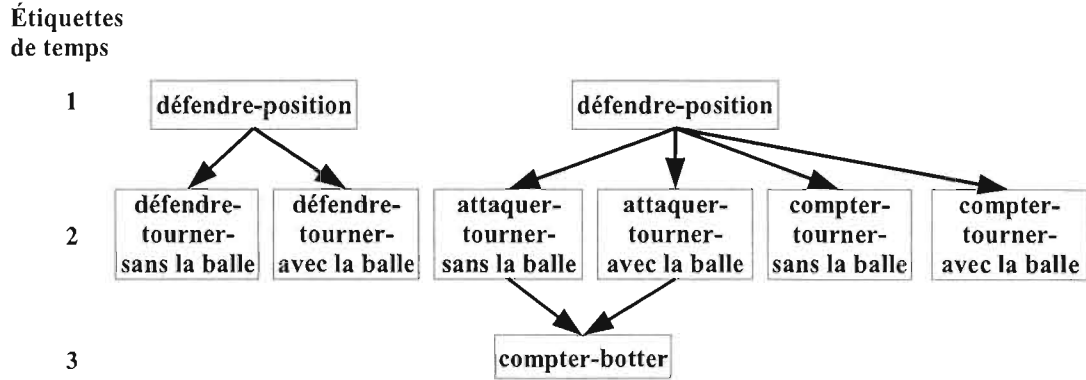 Étiquettes
de temps
1
défendre-position
défendre-position
2
défendre-
tourner-
sans la balle
défendre-
tourner-
avec la balle
attaquer-
tourner-
sans la balle
attaquer-
tourner-
avec la balle
compter-
tourner-
sans la balle
compter-
tourner-
avec la balle
3
compter-botter